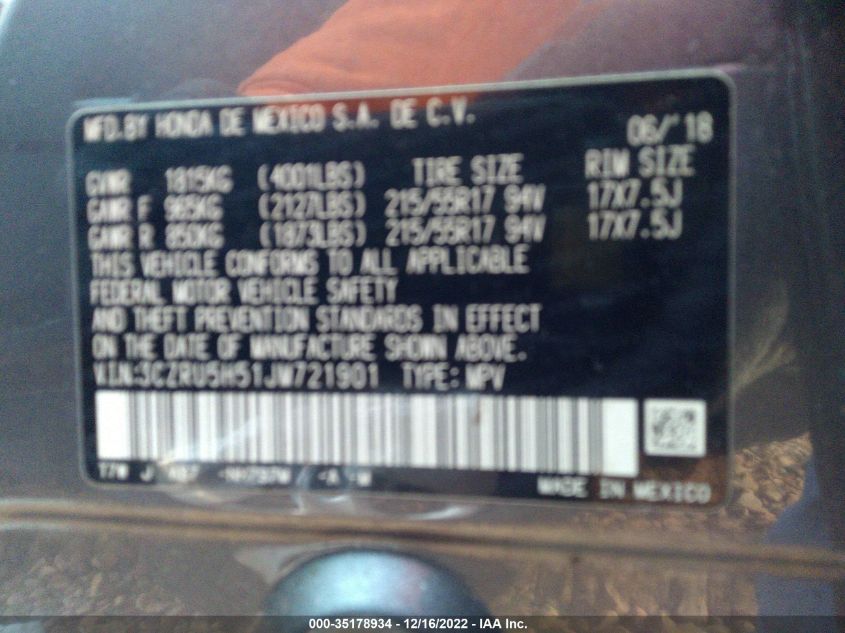 MFD.BY HONDA DE MEXICO S.A. DE C.V. 06/'18
GVWR 1815KG (4001LBS) TIRE SIZE RIM SIZE
GAWR F 965KG (2127LBS) 215/55R17 94V 17X7.5J
GAWR R 850KG (1873LBS) 215/55R17 94V 17X7.5J
THIS VEHICLE CONFORMS TO ALL APPLICABLE
FEDERAL MOTOR VEHICLE SAFETY
AND THEFT PREVENTION STANDARDS IN EFFECT
ON THE DATE OF MANUFACTURE SHOWN ABOVE.
V.I.N:3CZRU5H51JM721901 TYPE:MPV
J NH797M -A
MADE IN MEXICO
000-35178934 - 12/16/2022 - IAA Inc.